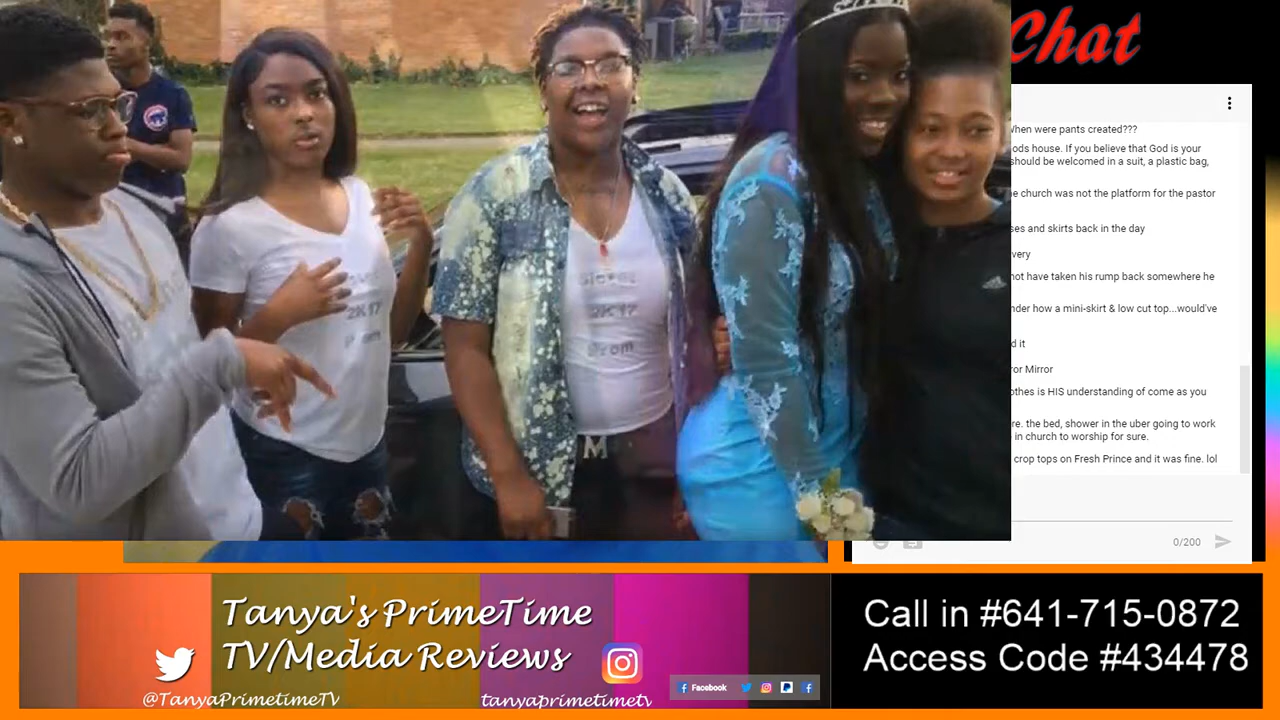 Chat
When were pants created???
ods house. If you believe that God is your
should be welcomed in a suit, a plastic bag,
e church was not the platform for the pastor
ses and skirts back in the day
very
not have taken his rump back somewhere he
nder how a mini-skirt & low cut top...would've
d it
ror Mirror
othes is HIS understanding of come as you
re. the bed, shower in the uber going to work
in church to worship for sure.
crop tops on Fresh Prince and it was fine. lol
0/200
2K17
Prom
2K17
Prom
M
adidas
Tanya's PrimeTime
TV/Media Reviews
@TanyaPrimetimeTV
tanyaprimetimetv
Facebook
Call in #641-715-0872
Access Code #434478